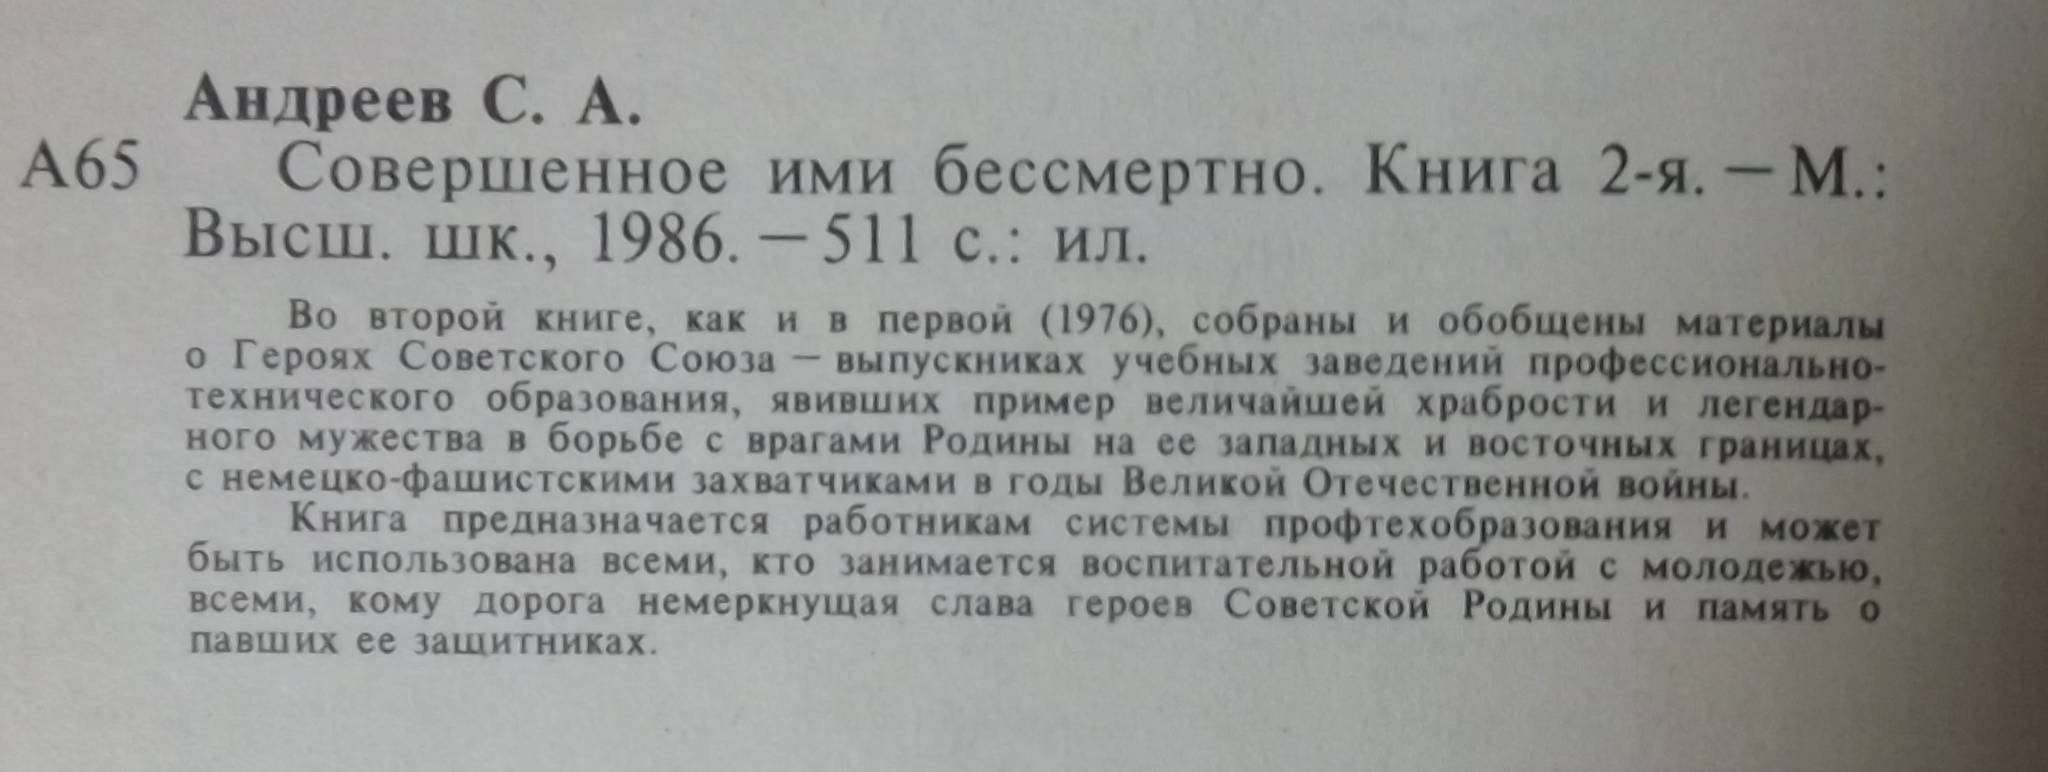 Андреев С. А.
А65 Совершенное ими бессмертно. Книга 2-я. — М.:
Высш. шк., 1986. — 511 с.: ил.
Во второй книге, как и в первой (1976), собраны и обобщены материалы
о Героях Советского Союза — выпускниках учебных заведений профессионально-
технического образования, явивших пример величайшей храбрости и легендар-
ного мужества в борьбе с врагами Родины на ее западных и восточных границах,
с немецко-фашистскими захватчиками в годы Великой Отечественной войны.
Книга предназначается работникам системы профтехобразования и может
быть использована всеми, кто занимается воспитательной работой с молодежью,
всеми, кому дорога немеркнущая слава героев Советской Родины и память о
павших ее защитниках.